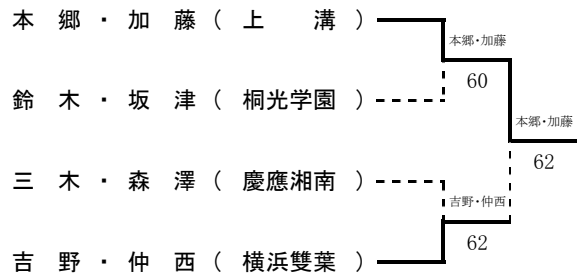 本 郷 ・ 加 藤 ( 上 溝 )
本郷・加藤
60
鈴 木 ・ 坂 津 ( 桐光学園 )
本郷・加藤
62
三 木 ・ 森 澤 ( 慶應湘南 )
吉野・仲西
62
吉 野 ・ 仲 西 ( 横浜雙葉 )